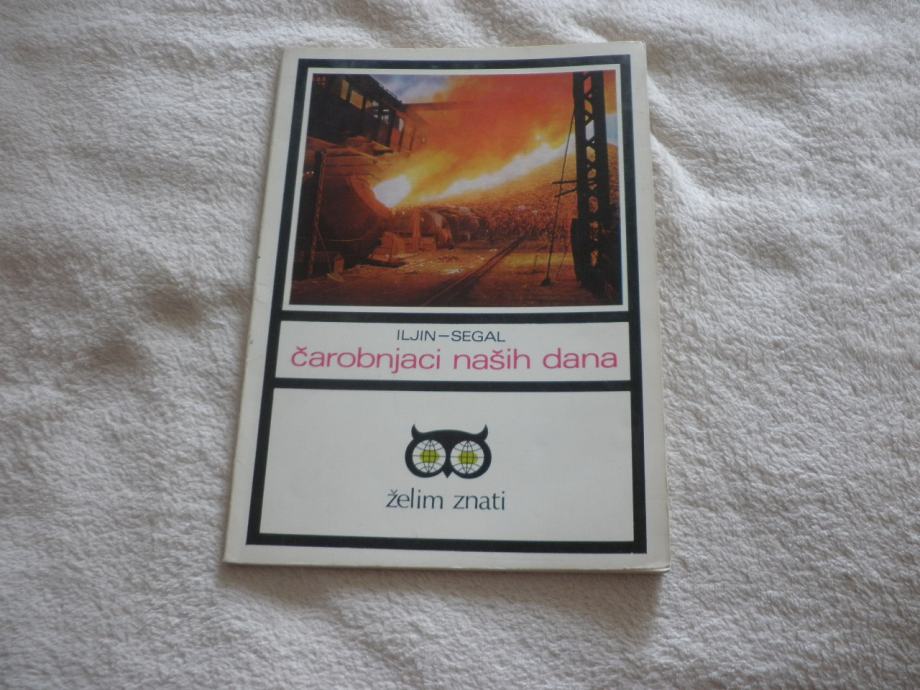 ILJIN–SEGAL
čarobnjaci naših dana
želim znati